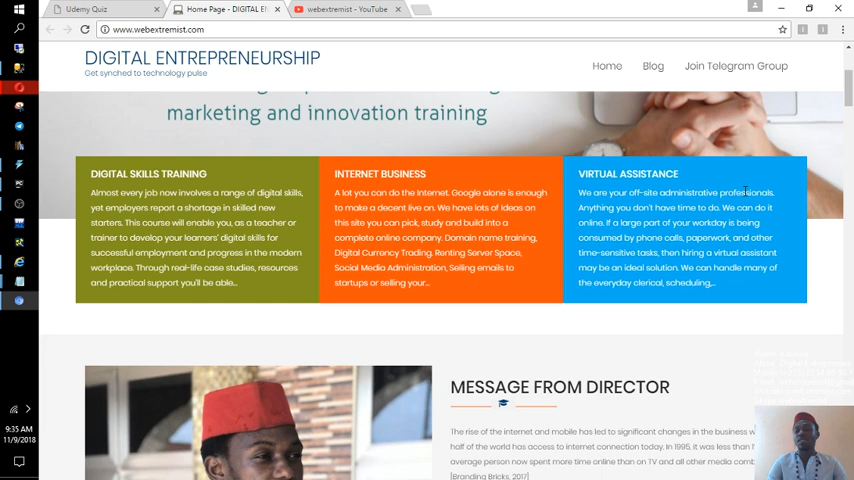 Udemy Quiz
Home Page - DIGITAL EN
webextremist - YouTube
www.webextremist.com
DIGITAL ENTREPRENEURSHIP
Get synched to technology pulse
Home
Blog
Join Telegram Group
marketing and innovation training
DIGITAL SKILLS TRAINING
Almost every job now involves a range of digital skills,
yet employers report a shortage in skilled new
starters. This course will enable you, as a teacher or
trainer to develop your learners' digital skills for
successful employment and progress in the modern
workplace. Through real-life case studies, resources
and practical support you'll be able...
INTERNET BUSINESS
A lot you can do the Internet. Google alone is enough
to make a decent live on. We have lots of Ideas on
this site you can pick, study and build into a
complete online company. Domain name training,
Digital Currency Trading. Renting Server Space,
Social Media Administration, Selling emails to
startups or selling your...
VIRTUAL ASSISTANCE
We are your off-site administrative professionals.
Anything you don't have time to do. We can do it
online. If a large part of your workday is being
consumed by phone calls, paperwork, and other
time-sensitive tasks, then hiring a virtual assistant
may be an ideal solution. We can handle many of
the everyday clerical, scheduling,...
MESSAGE FROM DIRECTOR
The rise of the internet and mobile has led to significant changes in the business w
half of the world has access to internet connection today. In 1995, it was less than 1
average person now spent more time online than on TV and all other media comb
[Branding Bricks, 2017]
9:35 AM
11/9/2018